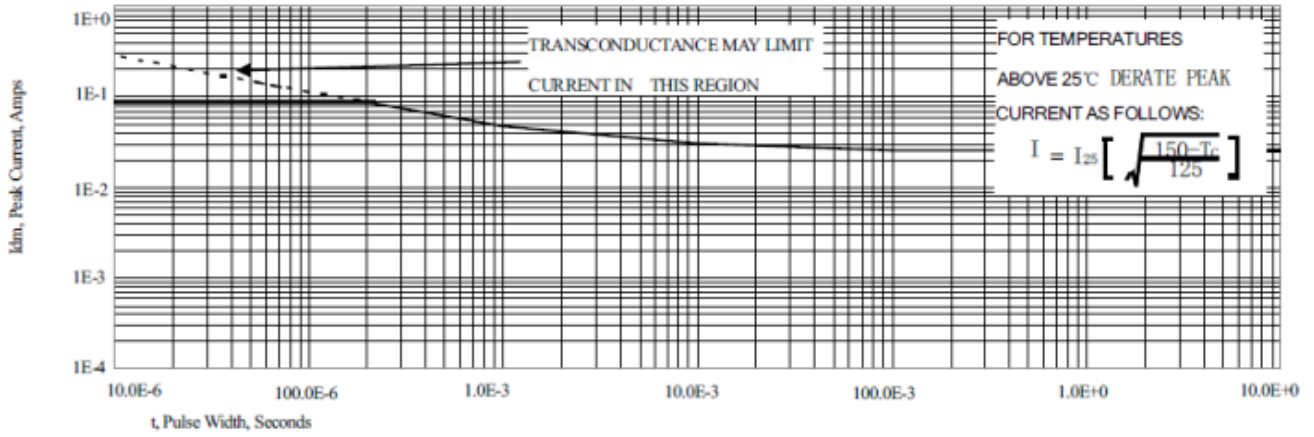 1E+0
TRANSCONDUCTANCE MAY LIMIT
CURRENT IN THIS REGION
FOR TEMPERATURES
ABOVE 25℃ DERATE PEAK
CURRENT AS FOLLOWS:
I = I25 [ √ 150-Tc / 125 ]
1E-1
1E-2
1E-3
1E-4
Idm, Peak Current, Amps
10.0E-6 100.0E-6 1.0E-3 10.0E-3 100.0E-3 1.0E+0 10.0E+0
t, Pulse Width, Seconds